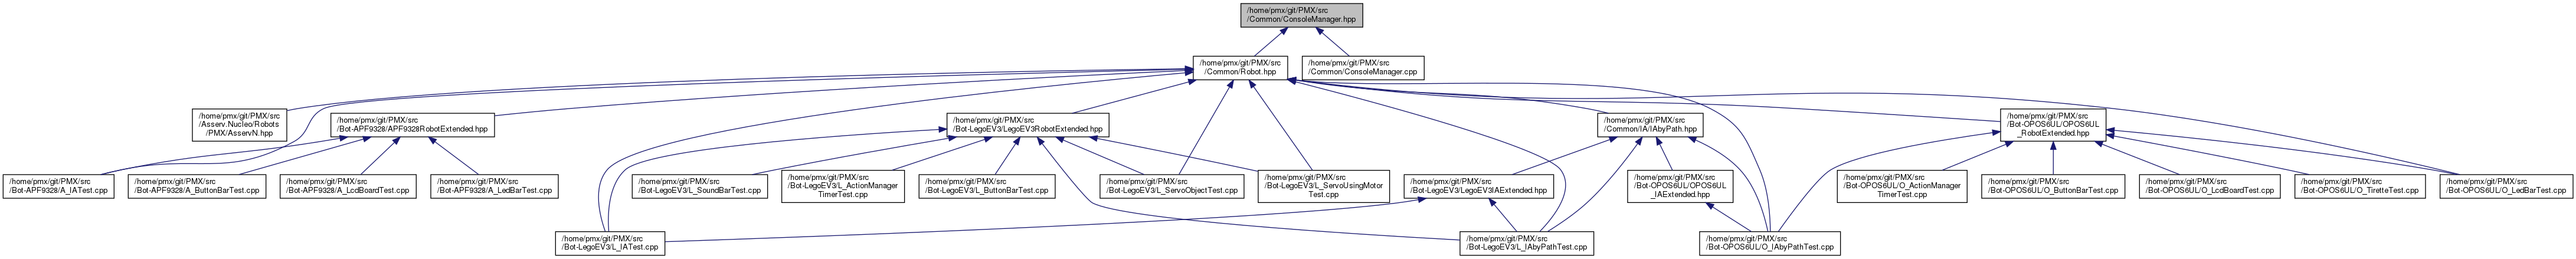 /home/pmx/git/PMX/src
/Common/ConsoleManager.hpp
/home/pmx/git/PMX/src
/Common/Robot.hpp
/home/pmx/git/PMX/src
/Common/ConsoleManager.cpp
/home/pmx/git/PMX/src
/Asserv.Nucleo/Robots
/PMX/AsservN.hpp
/home/pmx/git/PMX/src
/Bot-APF9328/APF9328RobotExtended.hpp
/home/pmx/git/PMX/src
/Bot-LegoEV3/LegoEV3RobotExtended.hpp
/home/pmx/git/PMX/src
/Common/IA/IAbyPath.hpp
/home/pmx/git/PMX/src
/Bot-OPOS6UL/OPOS6UL
_RobotExtended.hpp
/home/pmx/git/PMX/src
/Bot-APF9328/A_IATest.cpp
/home/pmx/git/PMX/src
/Bot-APF9328/A_ButtonBarTest.cpp
/home/pmx/git/PMX/src
/Bot-APF9328/A_LcdBoardTest.cpp
/home/pmx/git/PMX/src
/Bot-APF9328/A_LedBarTest.cpp
/home/pmx/git/PMX/src
/Bot-LegoEV3/L_SoundBarTest.cpp
/home/pmx/git/PMX/src
/Bot-LegoEV3/L_ActionManager
TimerTest.cpp
/home/pmx/git/PMX/src
/Bot-LegoEV3/L_ButtonBarTest.cpp
/home/pmx/git/PMX/src
/Bot-LegoEV3/L_ServoObjectTest.cpp
/home/pmx/git/PMX/src
/Bot-LegoEV3/L_ServoUsingMotor
Test.cpp
/home/pmx/git/PMX/src
/Bot-LegoEV3/LegoEV3IAExtended.hpp
/home/pmx/git/PMX/src
/Bot-OPOS6UL/OPOS6UL
_IAExtended.hpp
/home/pmx/git/PMX/src
/Bot-OPOS6UL/O_ActionManager
TimerTest.cpp
/home/pmx/git/PMX/src
/Bot-OPOS6UL/O_ButtonBarTest.cpp
/home/pmx/git/PMX/src
/Bot-OPOS6UL/O_LcdBoardTest.cpp
/home/pmx/git/PMX/src
/Bot-OPOS6UL/O_TiretteTest.cpp
/home/pmx/git/PMX/src
/Bot-OPOS6UL/O_LedBarTest.cpp
/home/pmx/git/PMX/src
/Bot-LegoEV3/L_IATest.cpp
/home/pmx/git/PMX/src
/Bot-LegoEV3/L_IAbyPathTest.cpp
/home/pmx/git/PMX/src
/Bot-OPOS6UL/O_IAbyPathTest.cpp